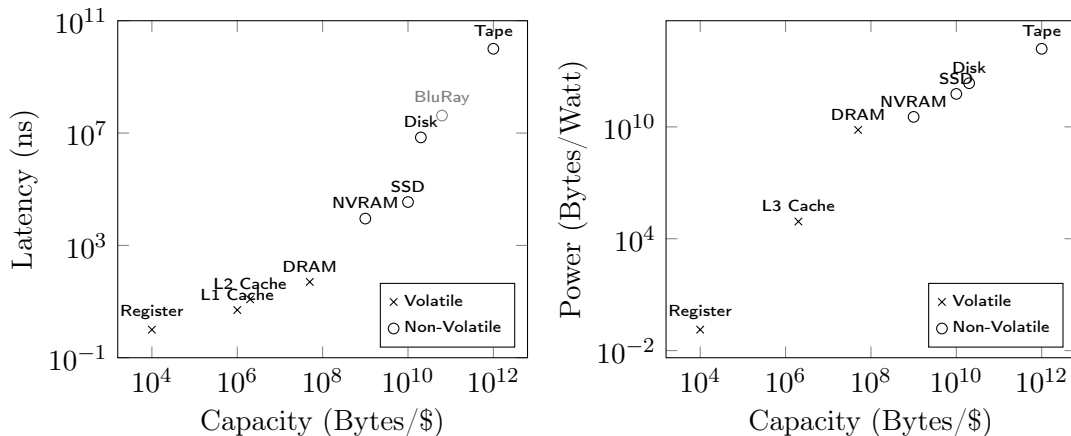 10^11
10^7
10^3
10^−1
Latency (ns)
Tape
BluRay
Disk
SSD
NVRAM
DRAM
L2 Cache
L1 Cache
Register
Volatile
Non-Volatile
10^4 10^6 10^8 10^10 10^12
Capacity (Bytes/$)
10^10
10^4
10^−2
Power (Bytes/Watt)
Tape
Disk
SSD
NVRAM
DRAM
L3 Cache
Register
Volatile
Non-Volatile
10^4 10^6 10^8 10^10 10^12
Capacity (Bytes/$)